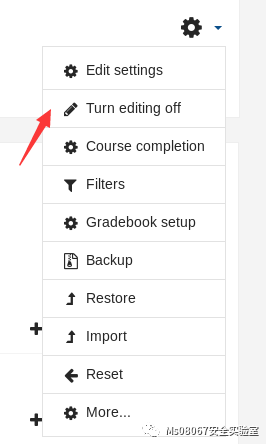 Edit settings
Turn editing off
Course completion
Filters
Gradebook setup
Backup
Restore
Import
Reset
More...
Ms08067安全实验室